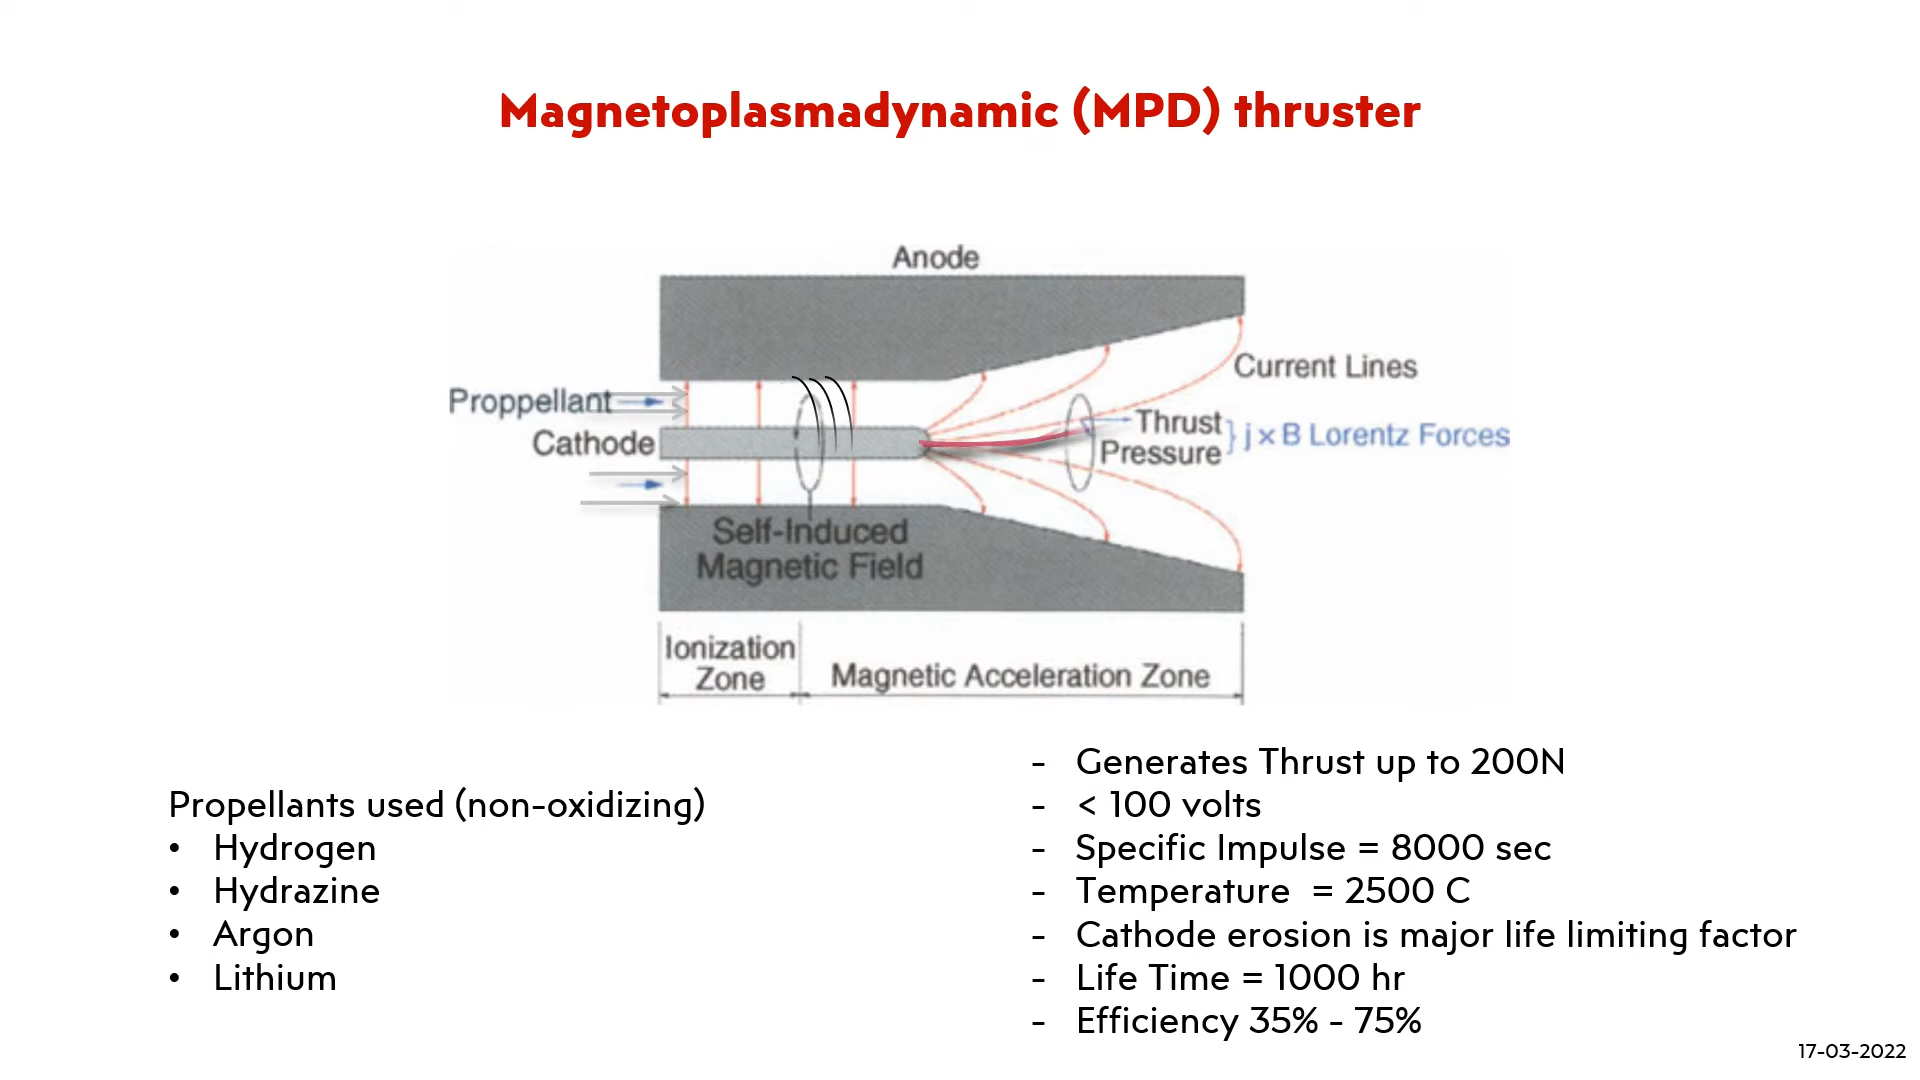 Magnetoplasmadynamic (MPD) thruster
Anode
Proppellant
Cathode
Current Lines
Thrust
Pressure
} j x B Lorentz Forces
Self-Induced
Magnetic Field
Ionization
Zone
Magnetic Acceleration Zone
Propellants used (non-oxidizing)
• Hydrogen
• Hydrazine
• Argon
• Lithium
- Generates Thrust up to 200N
- < 100 volts
- Specific Impulse = 8000 sec
- Temperature = 2500 C
- Cathode erosion is major life limiting factor
- Life Time = 1000 hr
- Efficiency 35% - 75%
17-03-2022